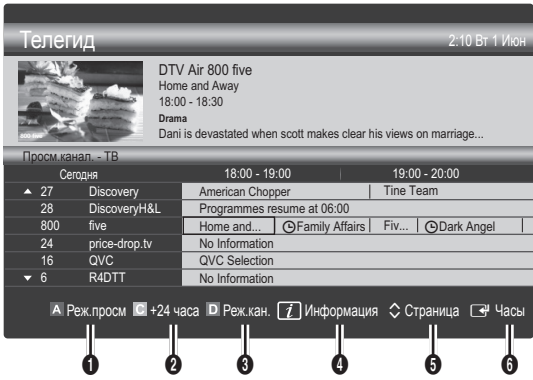 Телегид 2:10 Вт 1 Июн
DTV Air 800 five
Home and Away
18:00 - 18:30
Drama
Dani is devastated when scott makes clear his views on marriage...
Просм.канал. - ТВ
Сегодня 18:00 - 19:00 19:00 - 20:00
27 Discovery American Chopper Tine Team
28 DiscoveryH&L Programmes resume at 06:00
800 five Home and... Family Affairs Fiv... Dark Angel
24 price-drop.tv No Information
16 QVC QVC Selection
6 R4DTT No Information
A Реж.просм C +24 часа D Реж.кан. i Информация Страница Часы
1 2 3 4 5 6